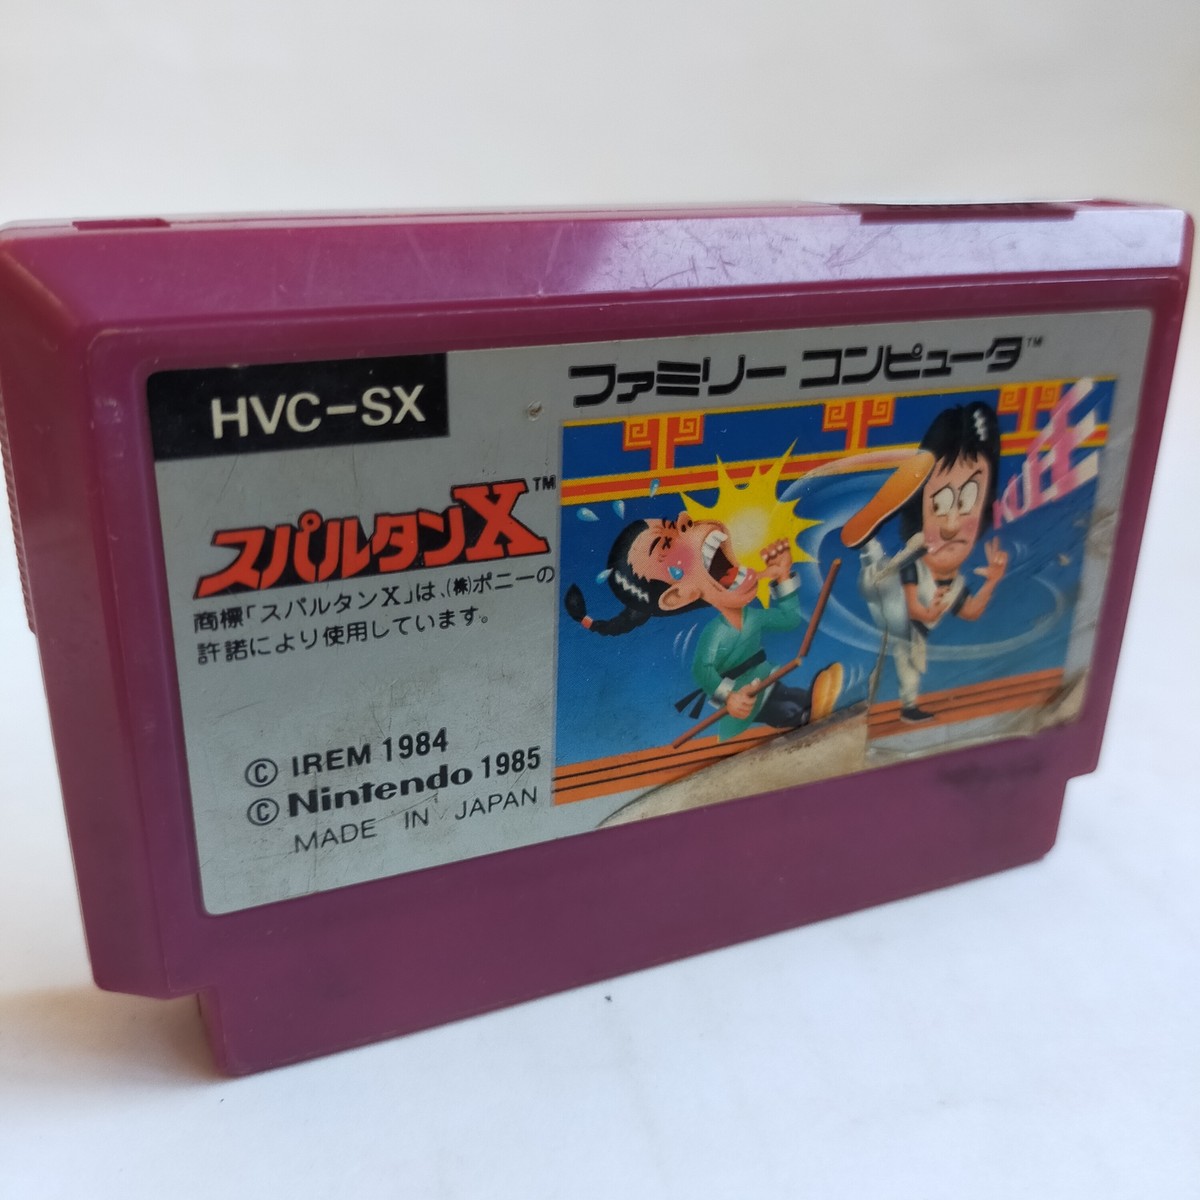 HVC-SX
ファミリー コンピュータ™
スパルタンX™
商標「スパルタンX」は、(株)ポニーの
許諾により使用しています。
© IREM 1984
© Nintendo 1985
MADE IN JAPAN